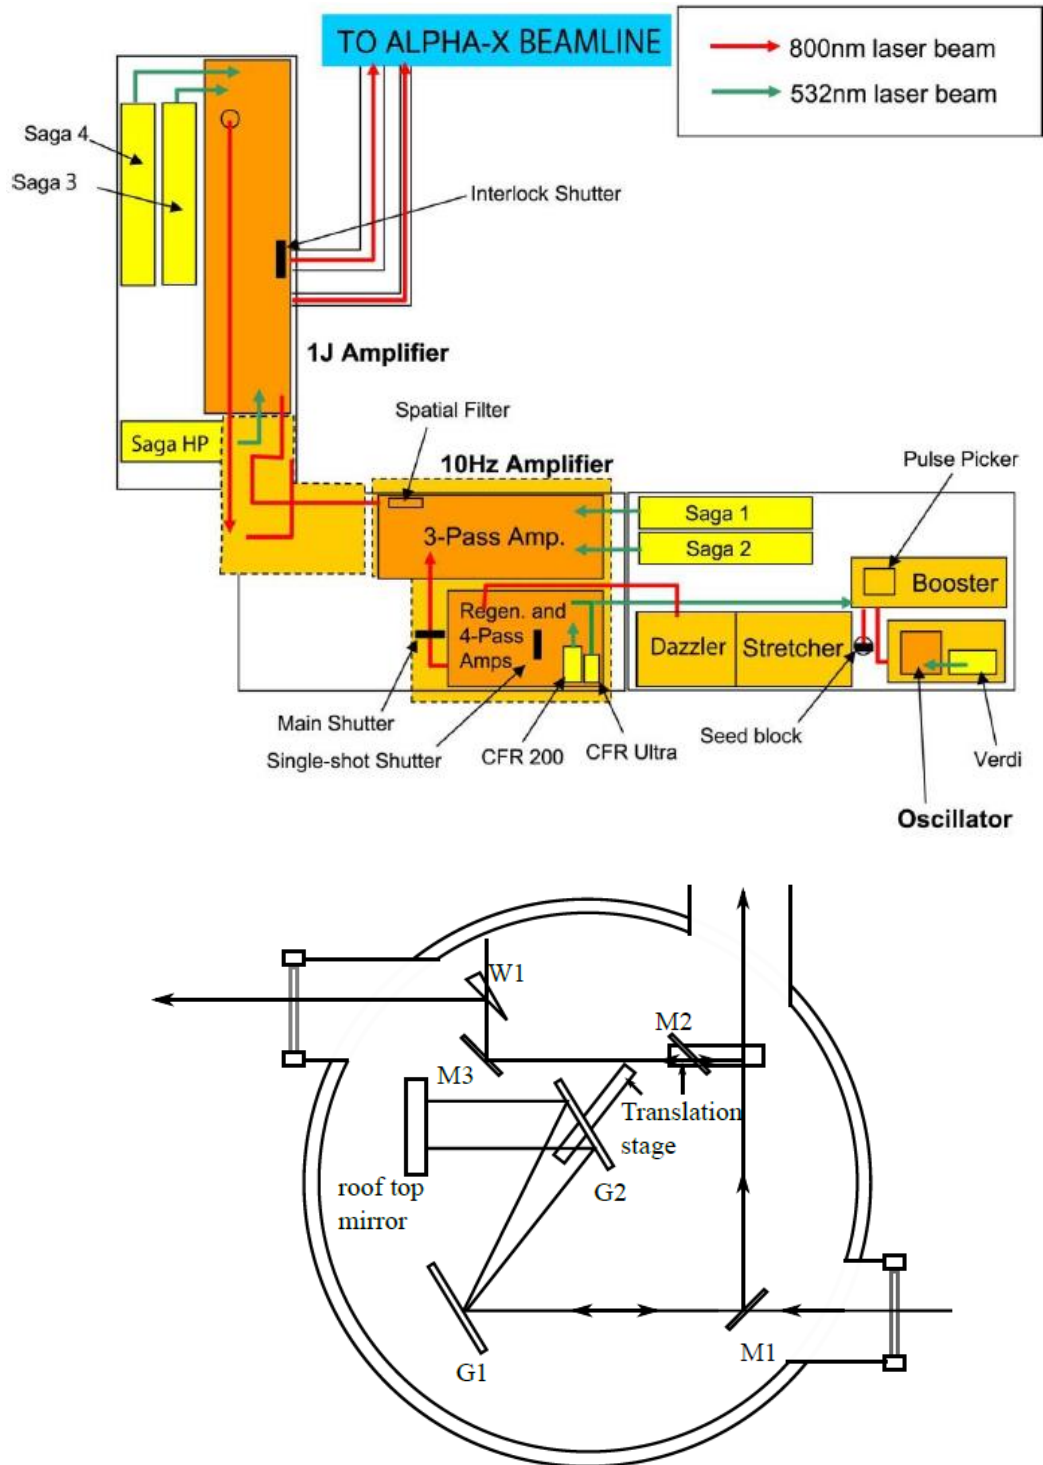 TO ALPHA-X BEAMLINE
800nm laser beam
532nm laser beam
Saga 4
Saga 3
Interlock Shutter
1J Amplifier
Spatial Filter
Saga HP
10Hz Amplifier
Pulse Picker
Saga 1
3-Pass Amp.
Saga 2
Booster
Regen. and
4-Pass
Amps
Dazzler
Stretcher
Main Shutter
Single-shot Shutter
CFR 200
CFR Ultra
Seed block
Verdi
Oscillator
W1
M2
M3
Translation
stage
G2
roof top
mirror
G1
M1